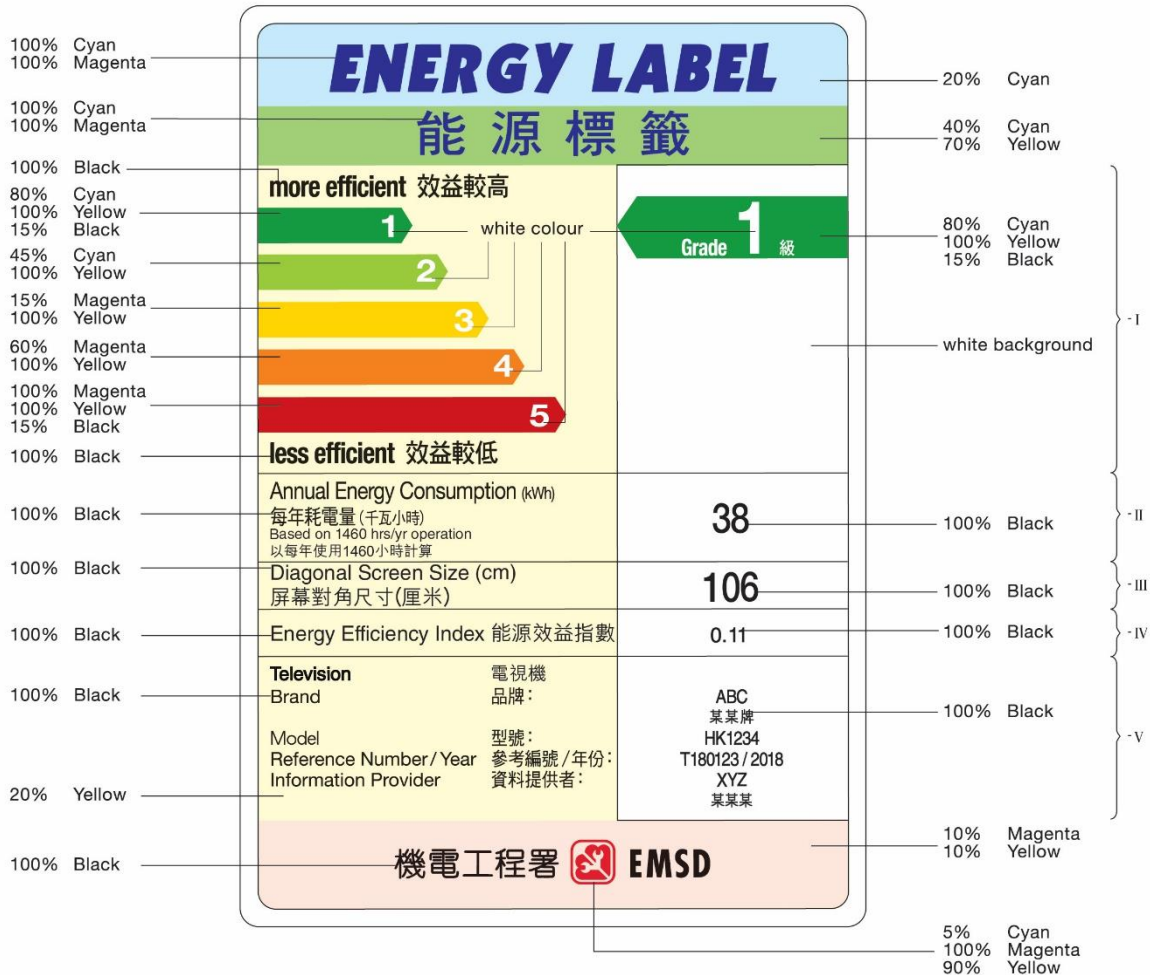 100% Cyan
100% Magenta
ENERGY LABEL
20% Cyan
100% Cyan
100% Magenta
能源標籤
40% Cyan
70% Yellow
100% Black
more efficient 效益較高
80% Cyan
100% Yellow
15% Black
1
white colour
Grade 1 級
80% Cyan
100% Yellow
15% Black
45% Cyan
100% Yellow
2
15% Magenta
100% Yellow
3
- I
white background
60% Magenta
100% Yellow
4
100% Magenta
100% Yellow
15% Black
5
100% Black
less efficient 效益較低
Annual Energy Consumption (kWh)
100% Black
每年耗電量 (千瓦小時)
Based on 1460 hrs/yr operation
以每年使用1460小時計算
38
100% Black
- II
100% Black
Diagonal Screen Size (cm)
屏幕對角尺寸(厘米)
106
100% Black
- III
100% Black
Energy Efficiency Index 能源效益指數
0.11
100% Black
- IV
Television 電視機
100% Black
Brand 品牌：
ABC
某某牌
100% Black
- V
Model 型號：
HK1234
Reference Number / Year 參考編號 / 年份：
T180123 / 2018
Information Provider 資料提供者：
XYZ
某某某
20% Yellow
10% Magenta
10% Yellow
100% Black
機電工程署 EMSD
5% Cyan
100% Magenta
90% Yellow